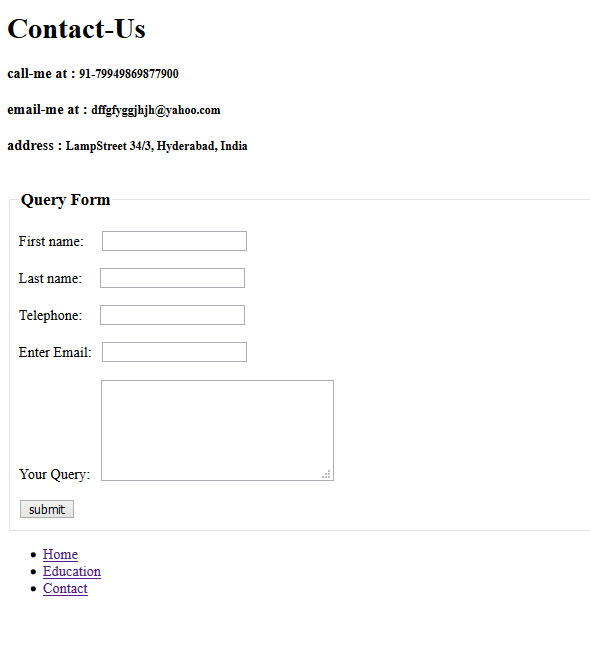 Contact-Us
call-me at : 91-79949869877900
email-me at : dffgfyggjhjh@yahoo.com
address : LampStreet 34/3, Hyderabad, India
Query Form
First name:
Last name:
Telephone:
Enter Email:
Your Query:
submit
Home
Education
Contact